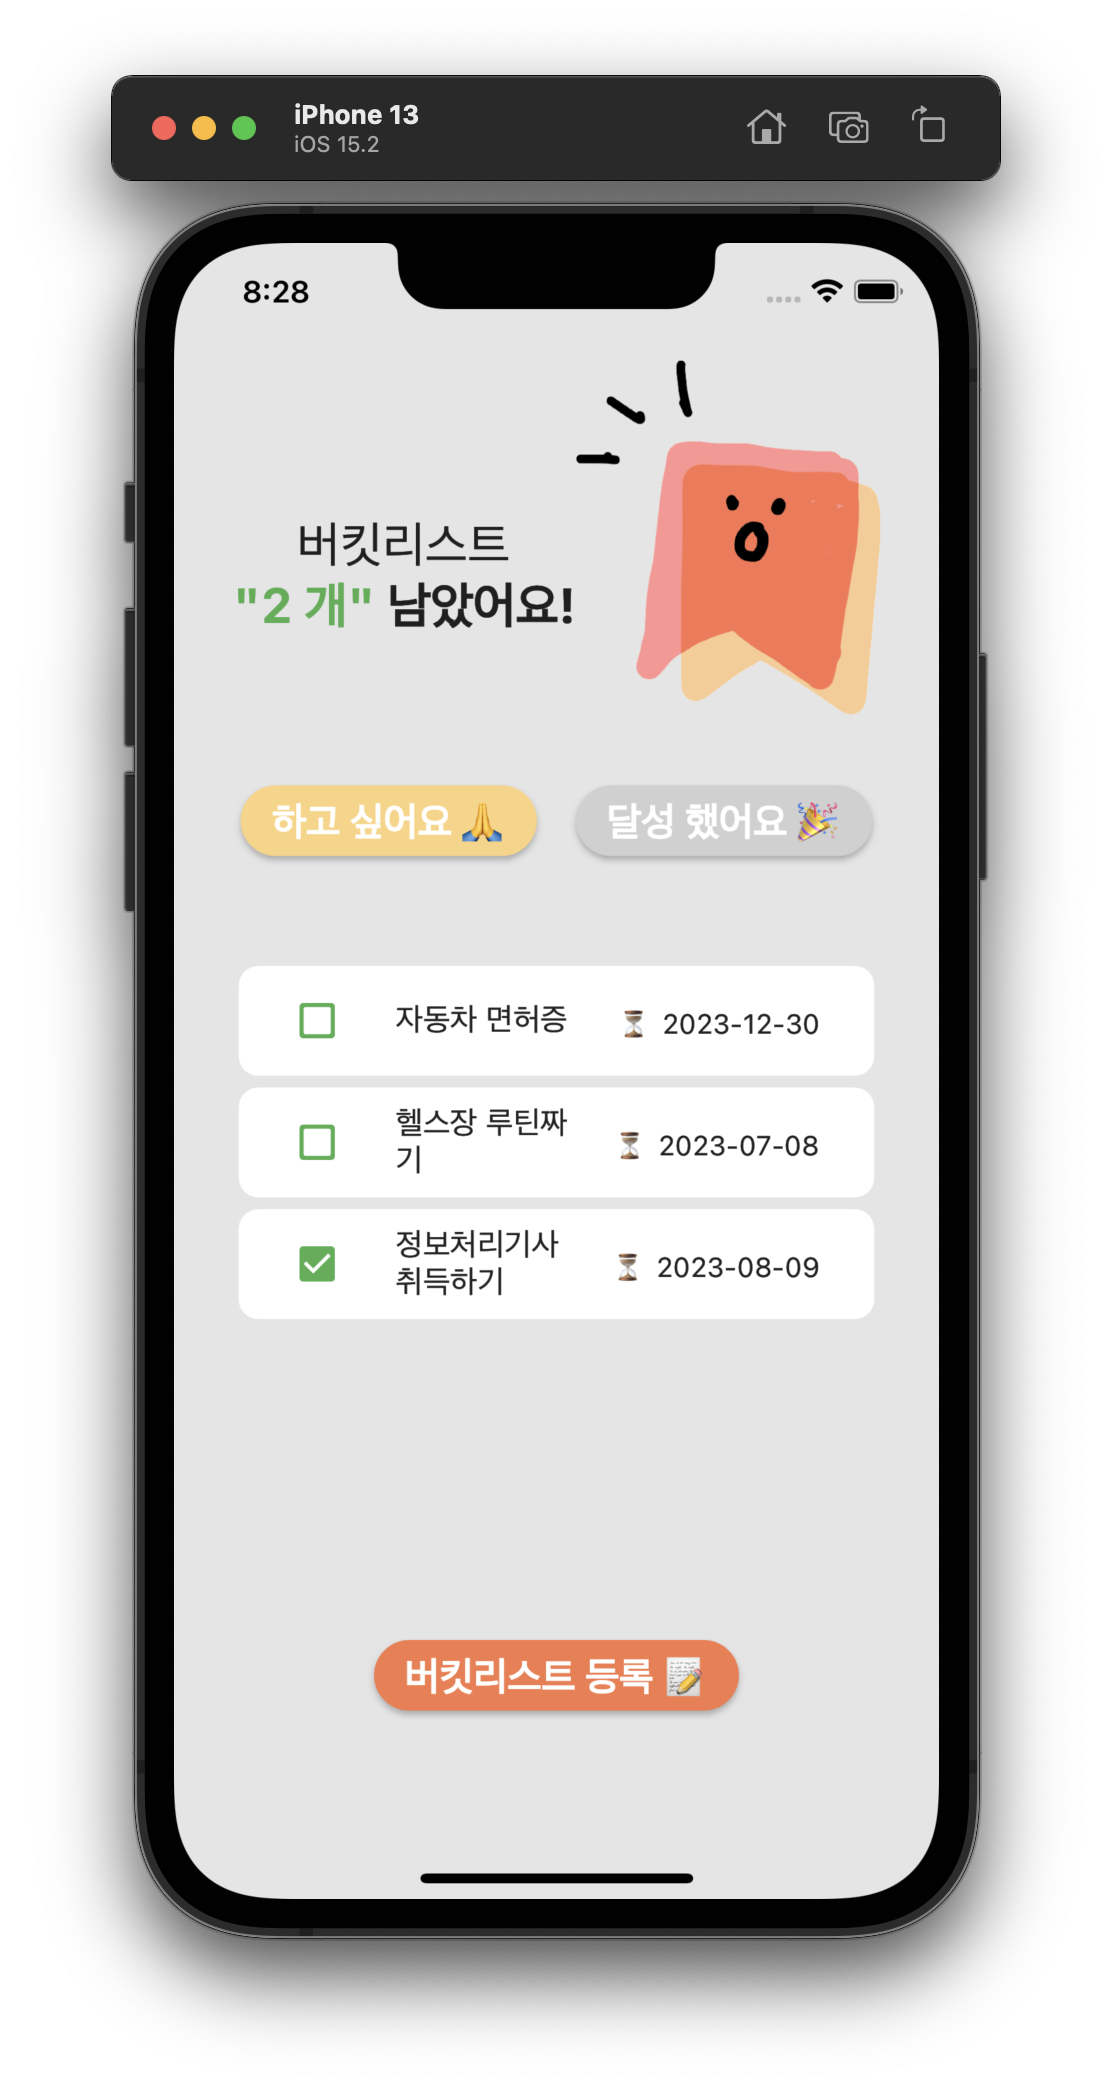 iPhone 13
iOS 15.2
8:28
버킷리스트
"2 개" 남았어요!
하고 싶어요 🙏
달성 했어요 🎉
자동차 면허증
⏳ 2023-12-30
헬스장 루틴짜
기
⏳ 2023-07-08
정보처리기사
취득하기
⏳ 2023-08-09
버킷리스트 등록 📝